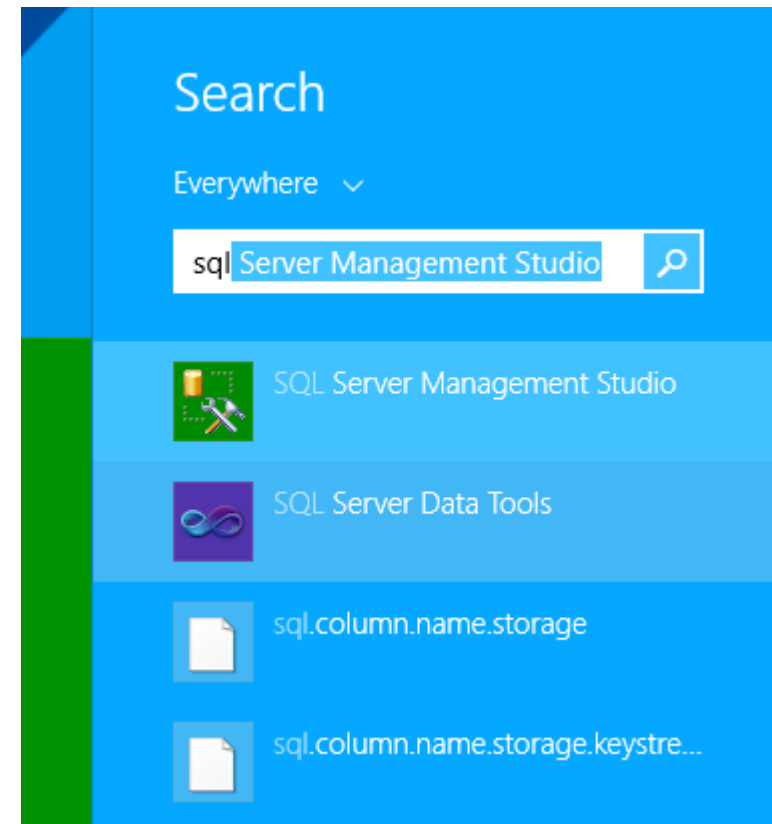 Search
Everywhere
sql Server Management Studio
SQL Server Management Studio
SQL Server Data Tools
sql.column.name.storage
sql.column.name.storage.keystre...